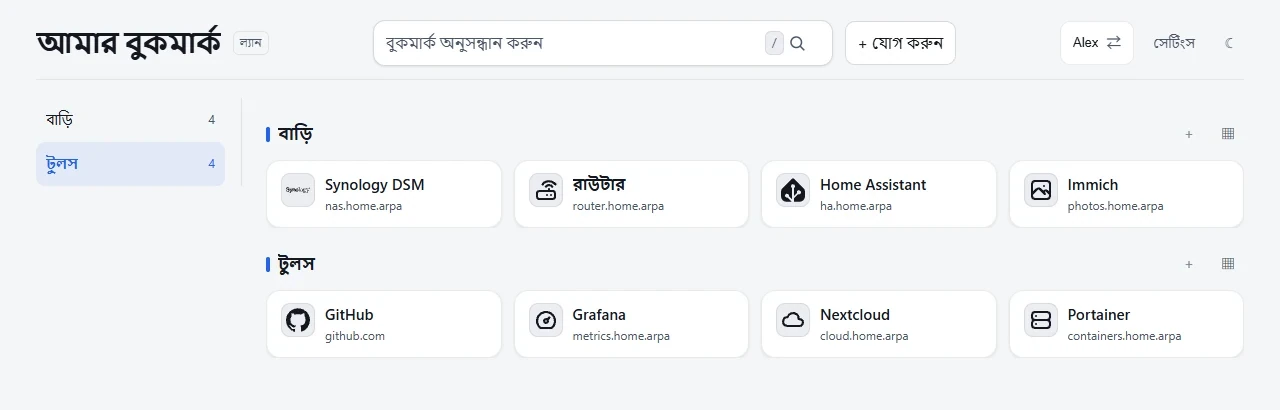 আমার বুকমার্ক ল্যান
বুকমার্ক অনুসন্ধান করুন /
+ যোগ করুন
Alex
সেটিংস
বাড়ি 4
টুলস 4
বাড়ি
+
Synology
Synology DSM
nas.home.arpa
রাউটার
router.home.arpa
Home Assistant
ha.home.arpa
Immich
photos.home.arpa
টুলস
+
GitHub
github.com
Grafana
metrics.home.arpa
Nextcloud
cloud.home.arpa
Portainer
containers.home.arpa